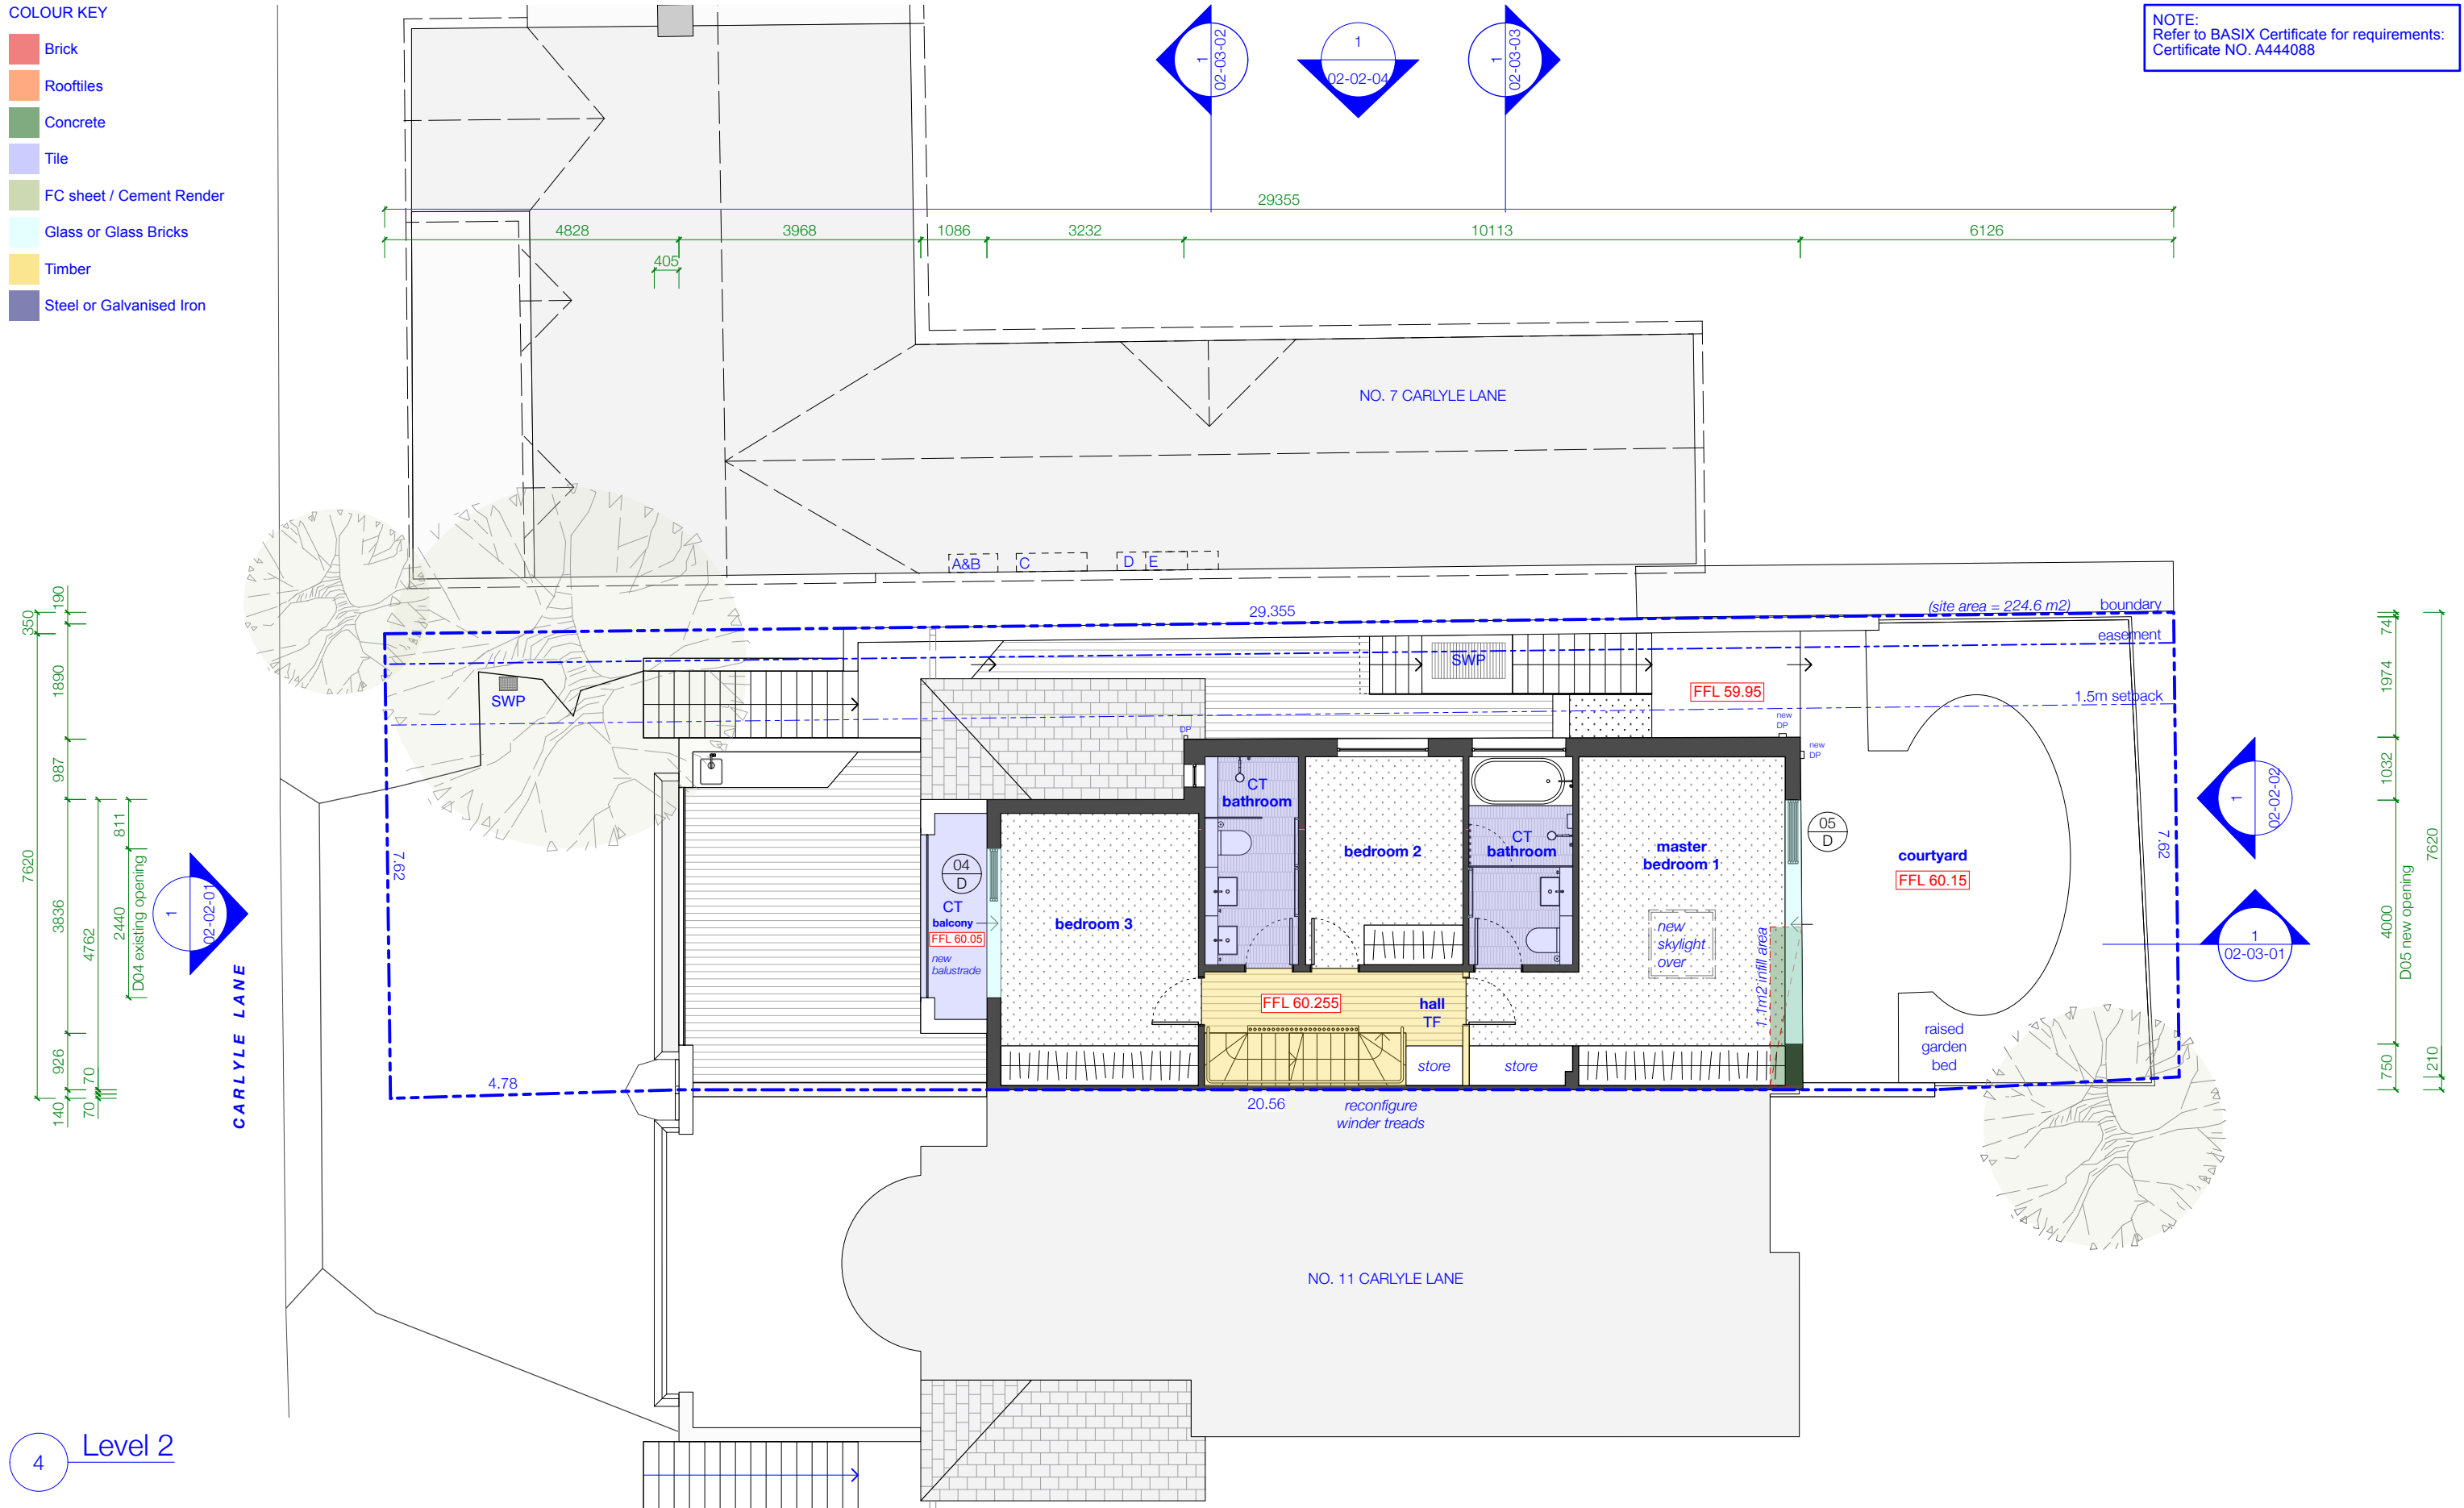 COLOUR KEY
Brick
Rooftiles
Concrete
Tile
FC sheet / Cement Render
Glass or Glass Bricks
Timber
Steel or Galvanised Iron
1
02-03-02
1
02-02-04
1
02-03-03
NOTE:
Refer to BASIX Certificate for requirements:
Certificate NO. A444088
29355
4828
3968
1086
3232
10113
6126
405
NO. 7 CARLYLE LANE
A&B
C
D
E
29.355
(site area = 224.6 m2)
boundary
easement
1.5m setback
SWP
SWP
FFL 59.95
new
DP
new
DP
DP
350
190
1890
987
7620
3836
4762
811
2440
D04 existing opening
926
70
140
70
1
02-02-01
CARLYLE LANE
7.62
4.78
04
D
CT
balcony
FFL 60.05
new
balustrade
bedroom 3
CT
bathroom
bedroom 2
CT
bathroom
master
bedroom 1
new
skylight
over
1.1m2 infill area
FFL 60.255
hall
TF
store
store
05
D
courtyard
FFL 60.15
raised
garden
bed
7.62
1
02-02-02
1
02-03-01
74
1974
1032
4000
D05 new opening
750
7620
210
20.56
reconfigure
winder treads
NO. 11 CARLYLE LANE
4
Level 2